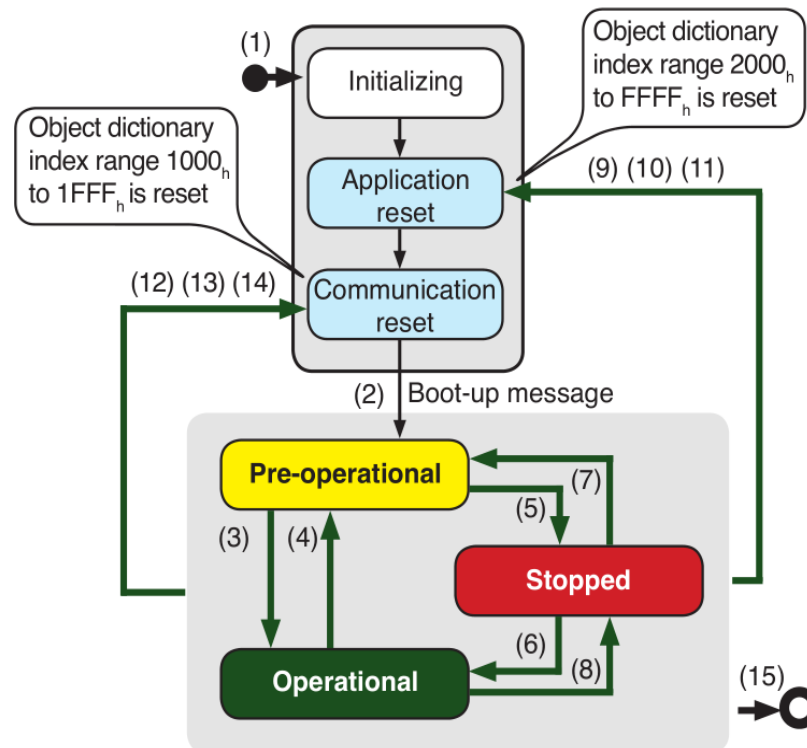 (1)
Initializing
Object dictionary
index range 2000h
to FFFFh is reset
Object dictionary
index range 1000h
to 1FFFh is reset
Application
reset
(9) (10) (11)
(12) (13) (14)
Communication
reset
(2) Boot-up message
Pre-operational
(7)
(5)
(3) (4)
Stopped
(6)
(8)
Operational
(15)